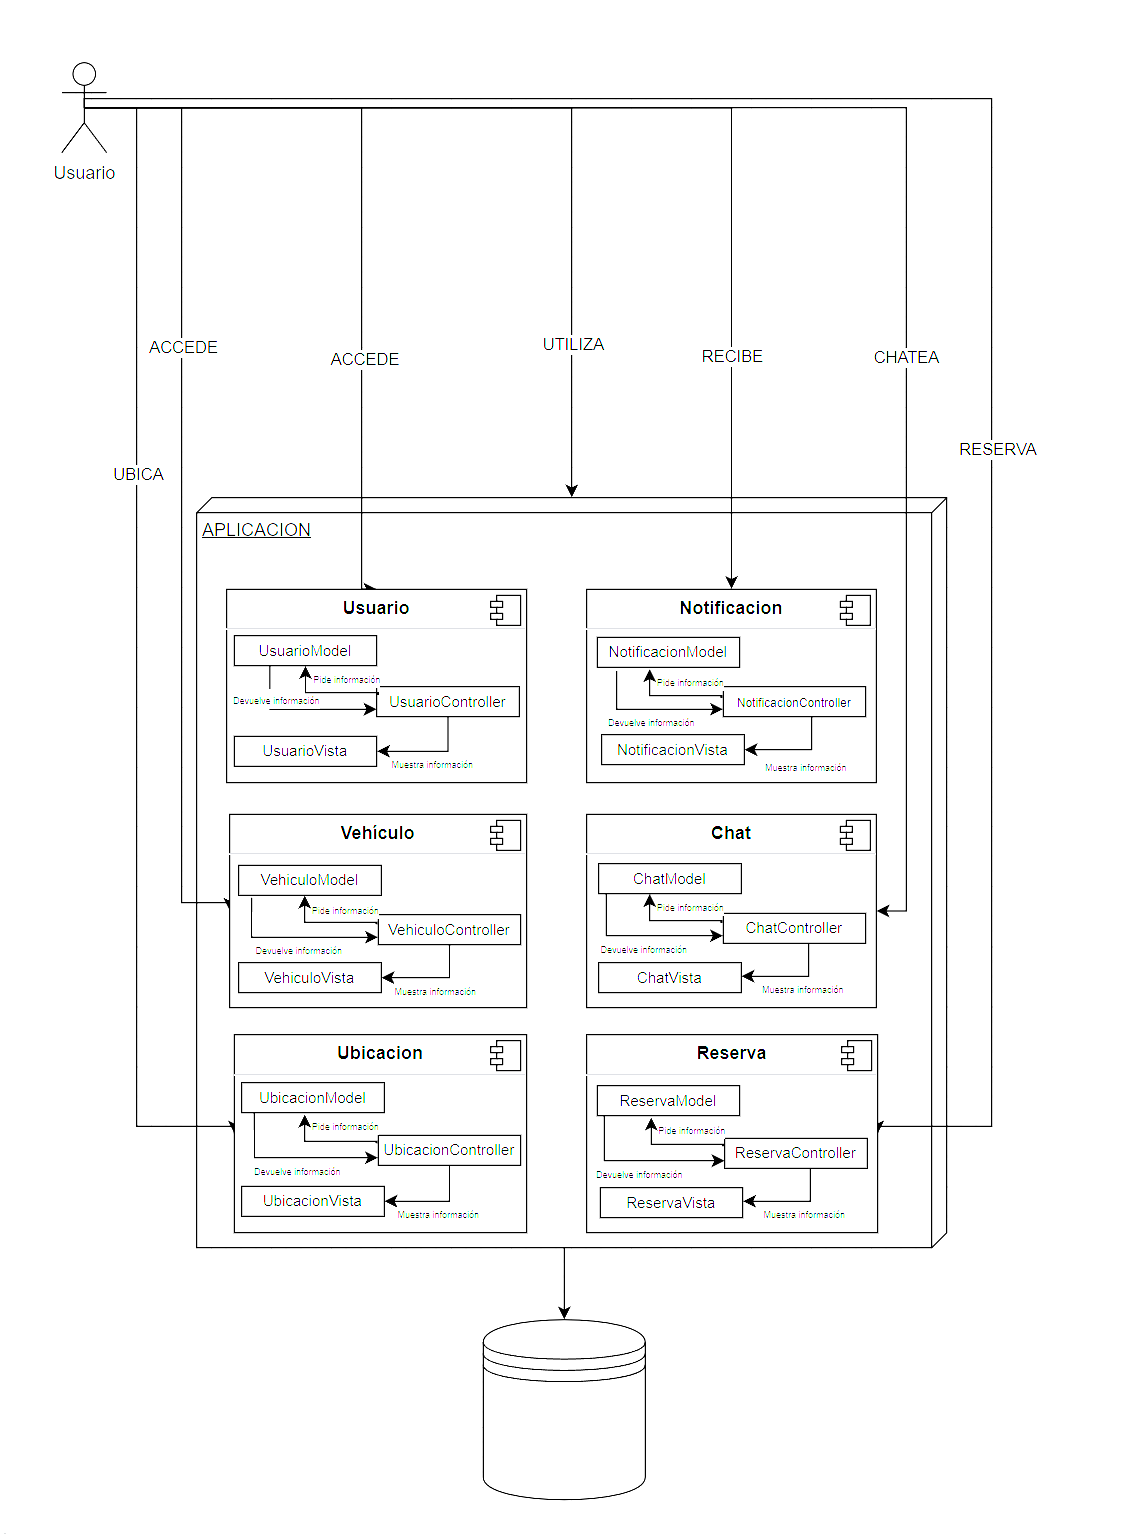 Usuario
ACCEDE
ACCEDE
UTILIZA
RECIBE
CHATEA
RESERVA
UBICA
APLICACION
Usuario
UsuarioModel
Pide información
Devuelve información
UsuarioController
UsuarioVista
Muestra información
Notificacion
NotificacionModel
Pide información
NotificacionController
Devuelve información
NotificacionVista
Muestra información
Vehículo
VehiculoModel
Pide información
VehiculoController
Devuelve información
VehiculoVista
Muestra información
Chat
ChatModel
Pide información
ChatController
Devuelve información
ChatVista
Muestra información
Ubicacion
UbicacionModel
Pide información
UbicacionController
Devuelve información
UbicacionVista
Muestra información
Reserva
ReservaModel
Pide información
ReservaController
Devuelve información
ReservaVista
Muestra información